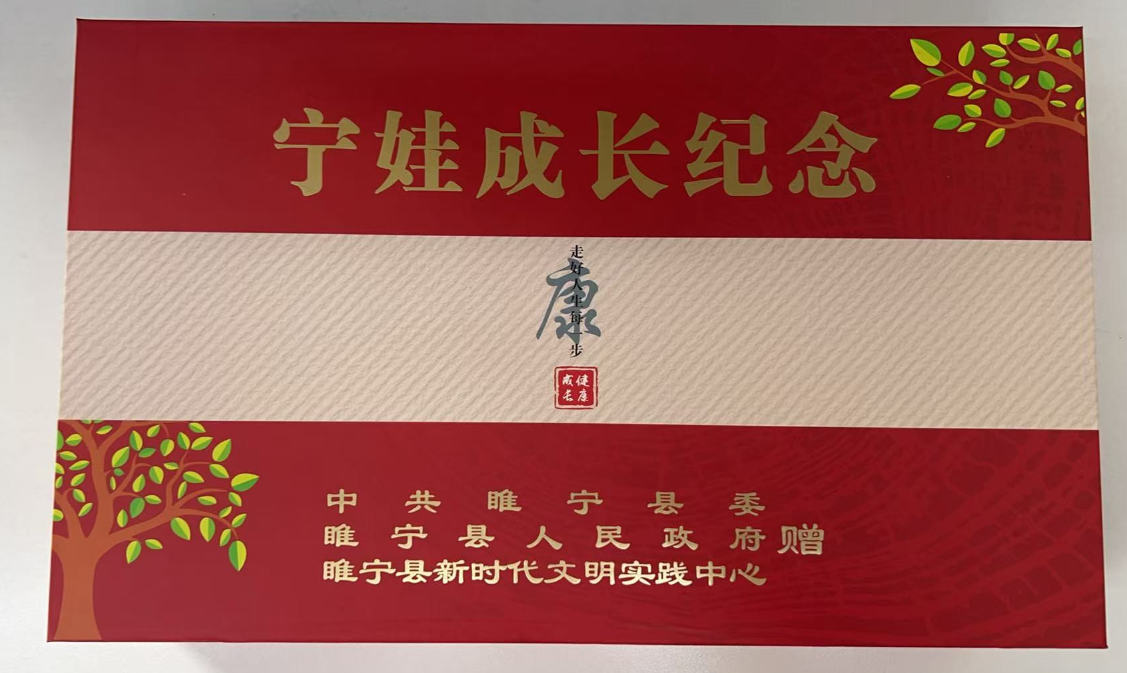 宁娃成长纪念
康
走好人生每一步
健康
成长
中共睢宁县委
睢宁县人民政府赠
睢宁县新时代文明实践中心